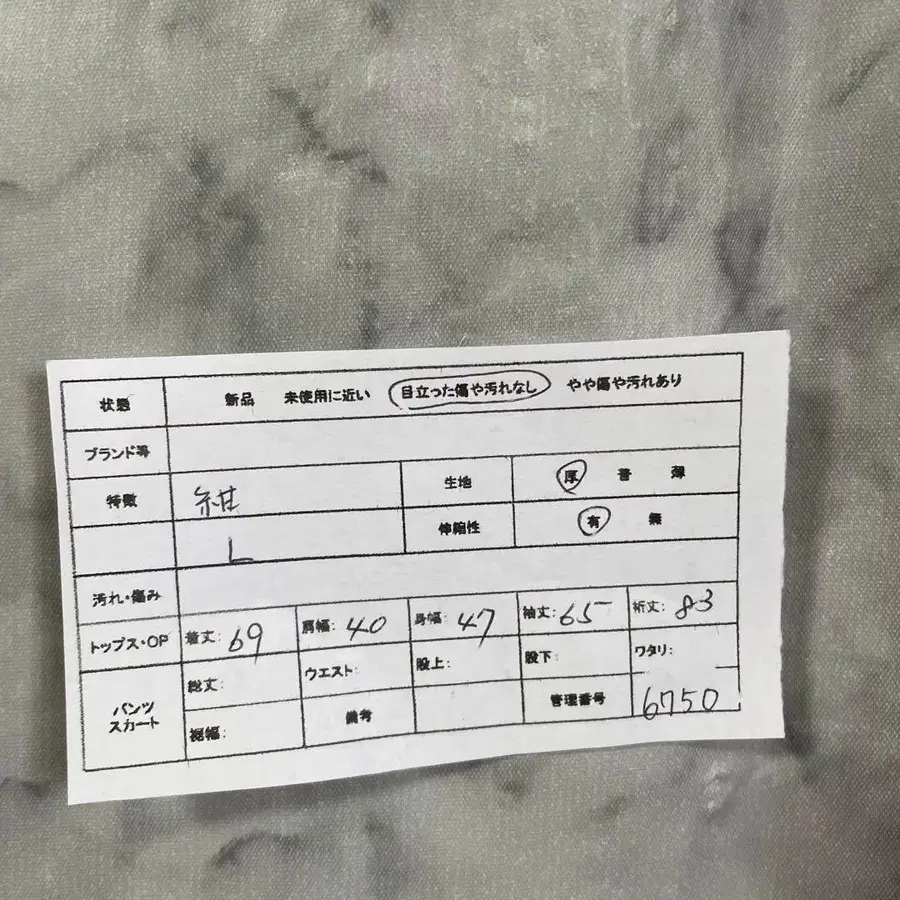 状態 新品 未使用に近い 目立った傷や汚れなし やや傷や汚れあり
ブランド等
特徴 紺 生地 厚 普 薄
L 伸縮性 有 無
汚れ・傷み
トップス・OP 着丈: 69 肩幅: 40 身幅: 47 袖丈: 65 裄丈: 83
パンツ スカート 総丈: ウエスト: 股上: 股下: ワタリ:
裾幅: 備考 管理番号 6750